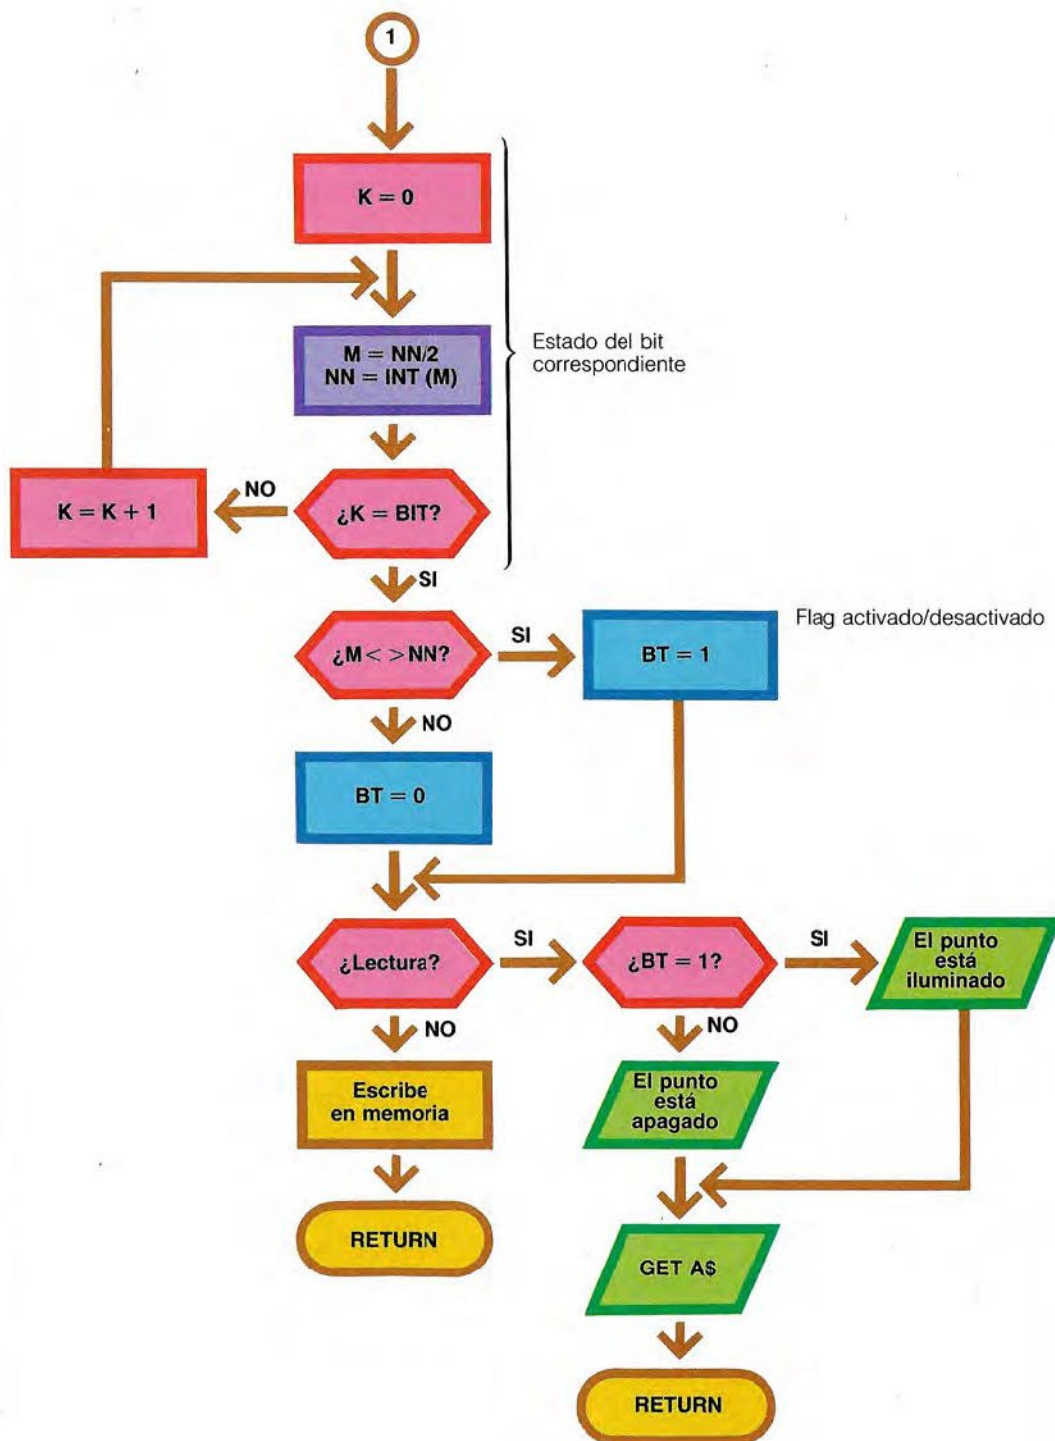 1
K = 0
M = NN/2
NN = INT (M)
Estado del bit
correspondiente
K = K + 1
NO
¿K = BIT?
SI
¿M < > NN?
SI
BT = 1
Flag activado/desactivado
NO
BT = 0
¿Lectura?
SI
¿BT = 1?
SI
El punto
está
iluminado
NO
NO
Escribe
en memoria
El punto
está
apagado
RETURN
GET A$
RETURN